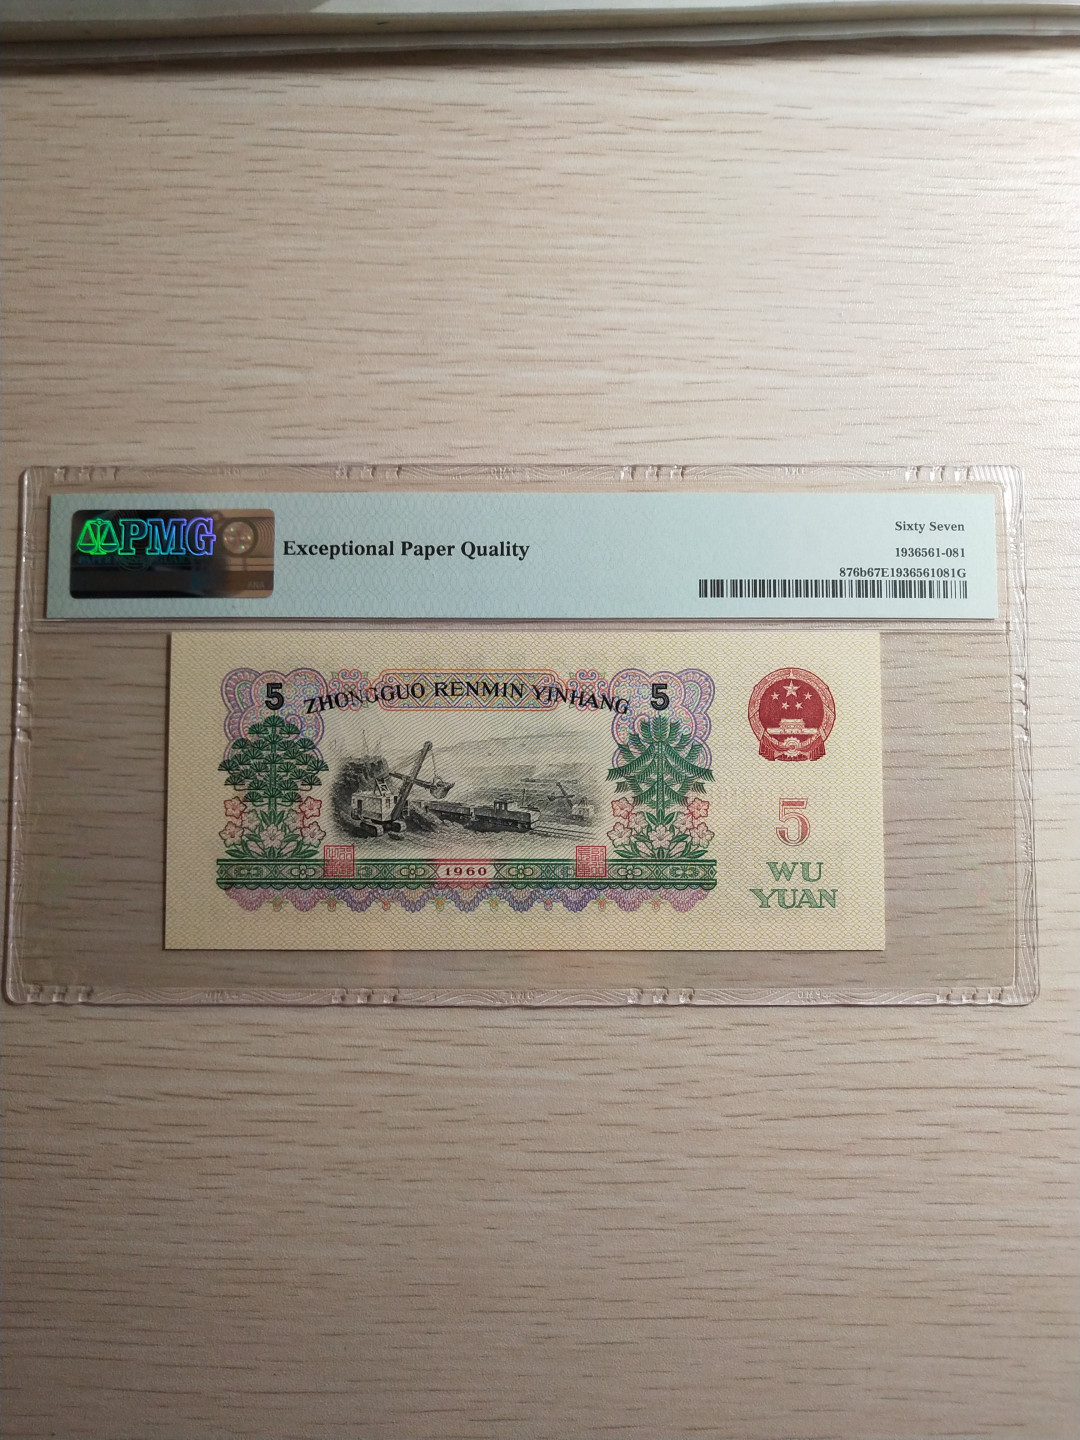 PMG
Exceptional Paper Quality
Sixty Seven
1936561-081
876b67E1936561081G
5 ZHONGGUO RENMIN YINHANG 5
5
WU
YUAN
1960